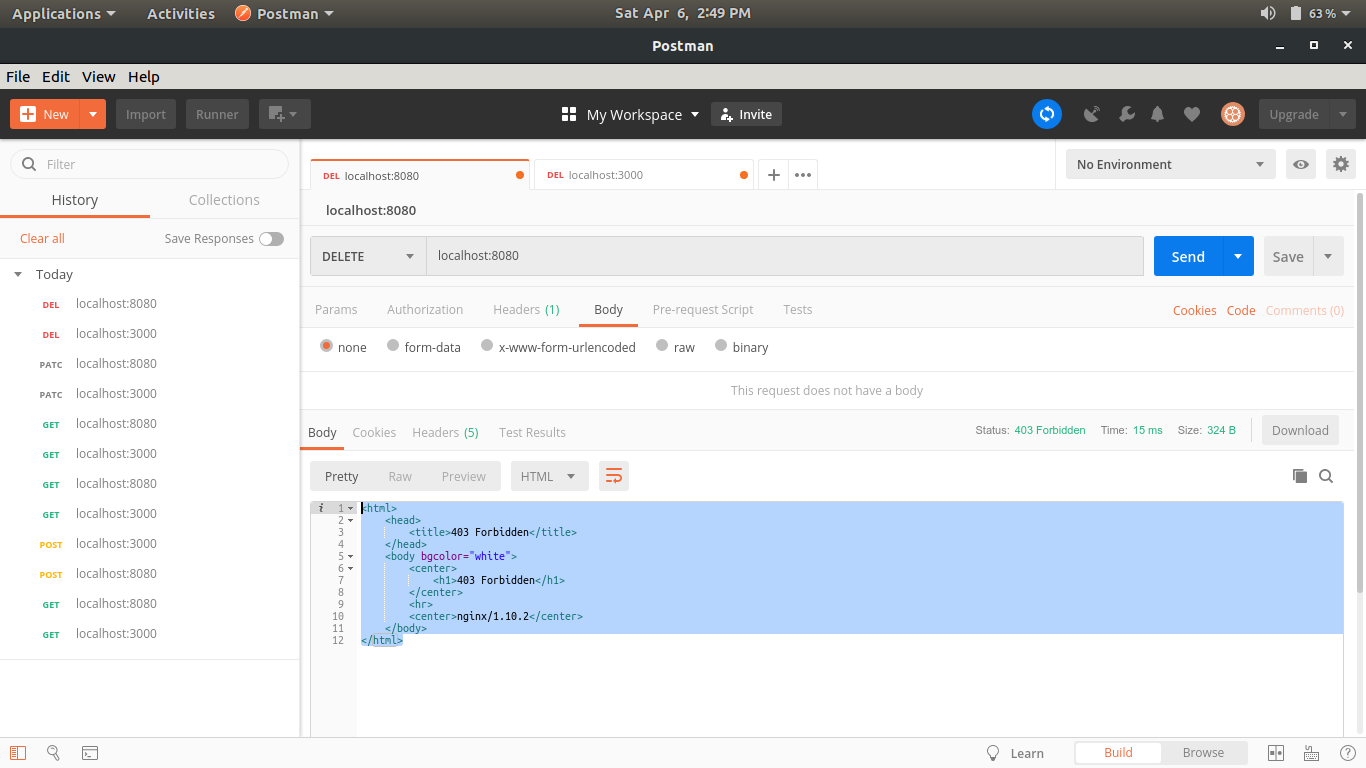 Applications Activities Postman Sat Apr 6, 2:49 PM 63 %
Postman
File Edit View Help
New Import Runner My Workspace Invite Upgrade
Filter
History Collections
Clear all Save Responses
Today
DEL localhost:8080
DEL localhost:3000
PATC localhost:8080
PATC localhost:3000
GET localhost:8080
GET localhost:3000
GET localhost:8080
GET localhost:3000
POST localhost:3000
POST localhost:8080
GET localhost:8080
GET localhost:3000
DEL localhost:8080 DEL localhost:3000 + ••• No Environment
localhost:8080
DELETE localhost:8080 Send Save
Params Authorization Headers (1) Body Pre-request Script Tests Cookies Code Comments (0)
none form-data x-www-form-urlencoded raw binary
This request does not have a body
Body Cookies Headers (5) Test Results Status: 403 Forbidden Time: 15 ms Size: 324 B Download
Pretty Raw Preview HTML
i 1 <html>
2 <head>
3 <title>403 Forbidden</title>
4 </head>
5 <body bgcolor="white">
6 <center>
7 <h1>403 Forbidden</h1>
8 </center>
9 <hr>
10 <center>nginx/1.10.2</center>
11 </body>
12 </html>
Learn Build Browse ?